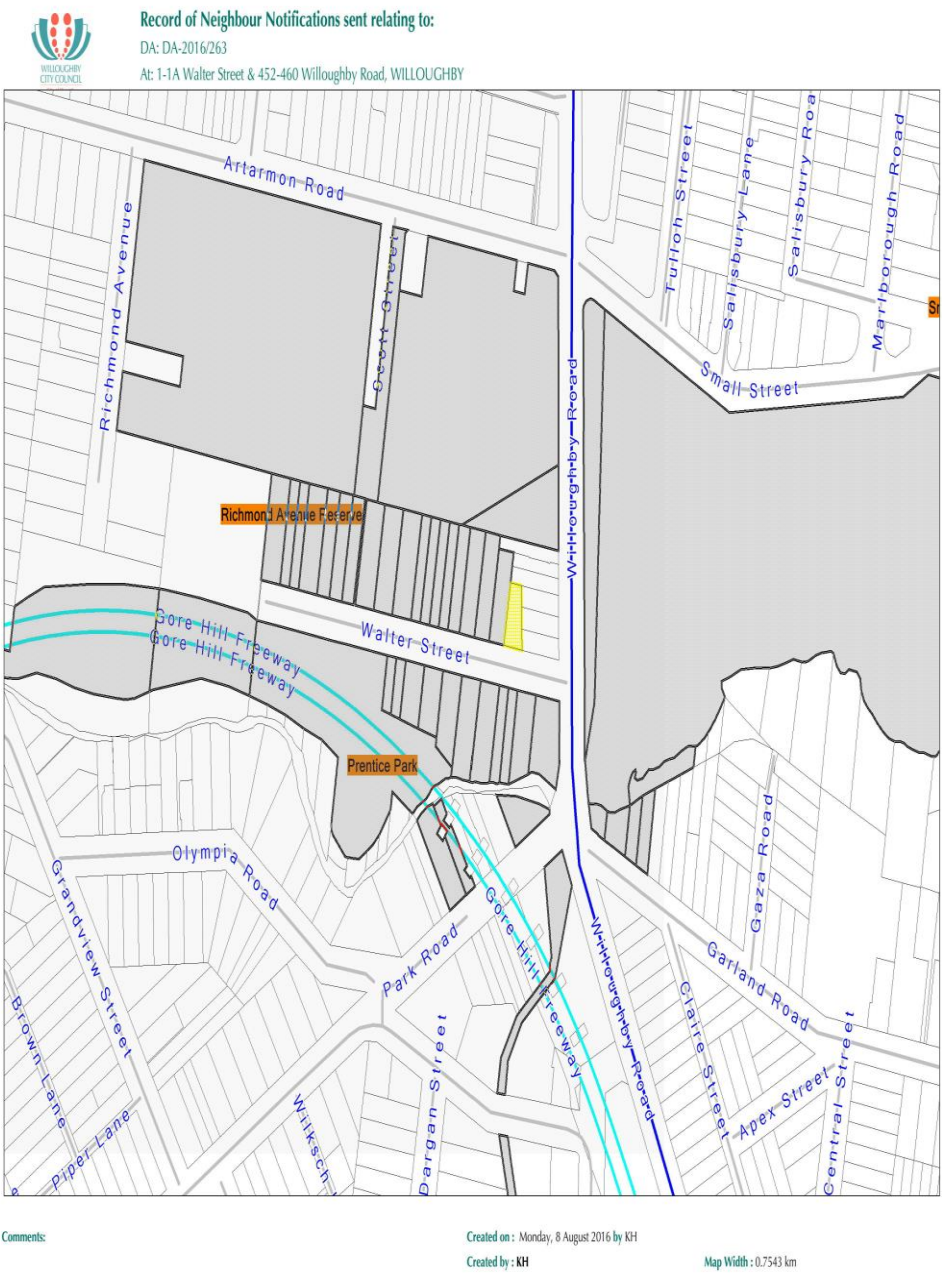 WILLOUGHBY
CITY COUNCIL
Record of Neighbour Notifications sent relating to:
DA: DA-2016/263
At: 1-1A Walter Street & 452-460 Willoughby Road, WILLOUGHBY
Artarmon Road
Richmond Avenue
Scott Street
Tulloh Street
Salisbury Lane
Salisbury Roa
Marlborough Road
Small Street
Willoughby Road
Richmond Avenue Reserve
Gore Hill Freeway
Gore Hill Freeway
Walter Street
Prentice Park
Olympia Road
Grandview Street
Park Road
Gore Hill Freeway
Willoughby Road
Gaza Road
Garland Road
Claire Street
Apex Street
Central Street
Brown Lane
Piper Lane
Wilksch
Dargan Street
Comments:
Created on : Monday, 8 August 2016 by KH
Created by : KH
Map Width : 0.7543 km